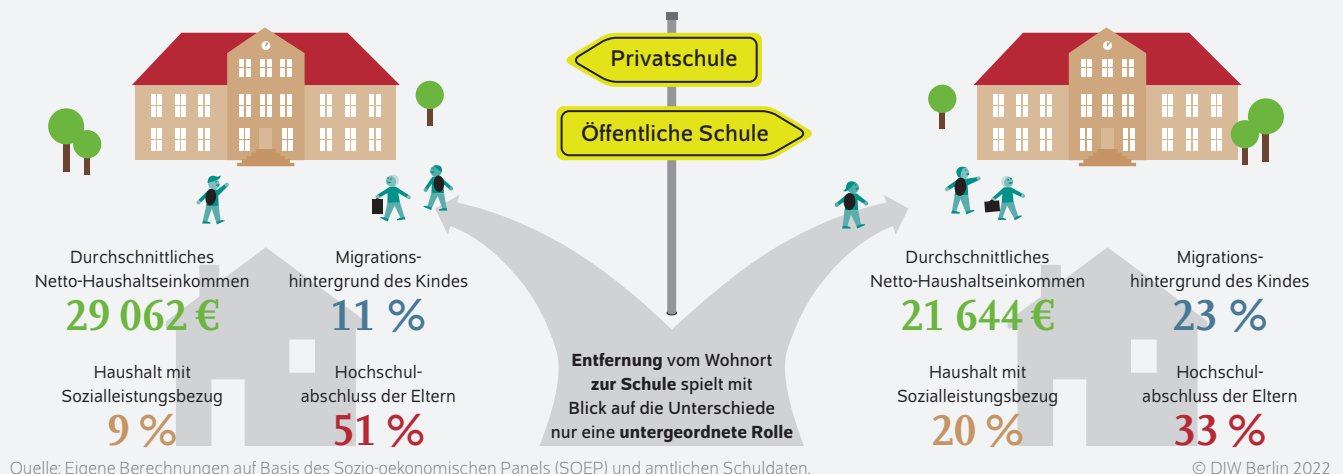 Privatschule
Öffentliche Schule
Durchschnittliches
Netto-Haushaltseinkommen
29 062 €
Migrations-
hintergrund des Kindes
11 %
Haushalt mit
Sozialleistungsbezug
9 %
Hochschul-
abschluss der Eltern
51 %
Entfernung vom Wohnort
zur Schule spielt mit
Blick auf die Unterschiede
nur eine untergeordnete Rolle
Durchschnittliches
Netto-Haushaltseinkommen
21 644 €
Migrations-
hintergrund des Kindes
23 %
Haushalt mit
Sozialleistungsbezug
20 %
Hochschul-
abschluss der Eltern
33 %
Quelle: Eigene Berechnungen auf Basis des Sozio-oekonomischen Panels (SOEP) und amtlichen Schuldaten.
© DIW Berlin 2022